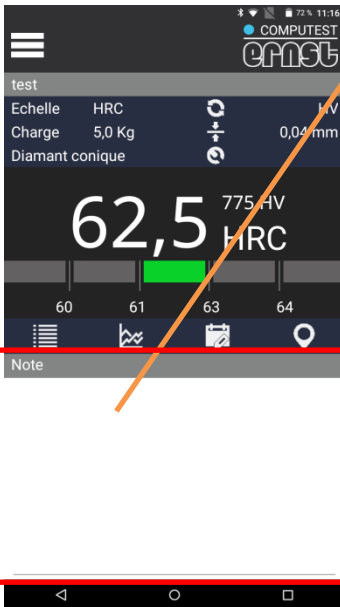 72 % 11:16
COMPUTEST
ernst
test
Echelle HRC HV
Charge 5,0 Kg 0,04 mm
Diamant conique
62,5 775 HV
HRC
60 61 63 64
Note